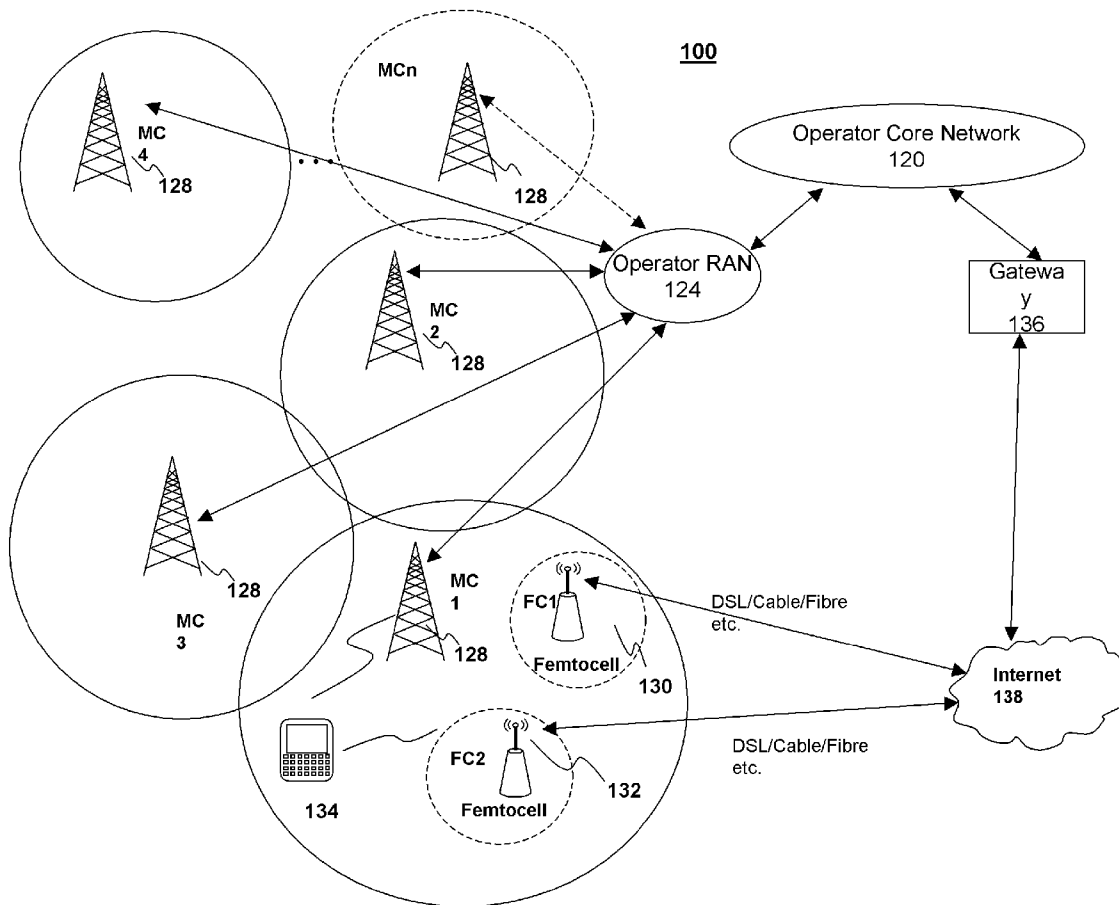 100
MCn
MC
4
128
...
128
Operator Core Network
120
Operator RAN
124
Gatewa
y
136
MC
2
128
128
MC
3
MC
1
128
FC1
Femtocell
130
DSL/Cable/Fibre
etc.
Internet
138
FC2
Femtocell
132
134
DSL/Cable/Fibre
etc.